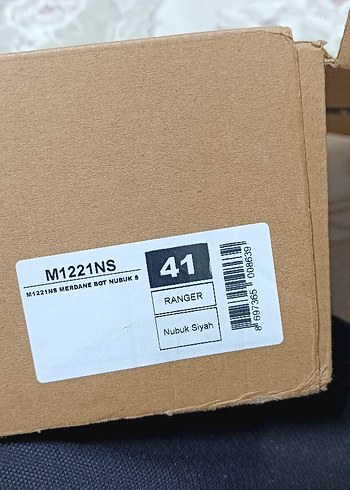 M1221NS
M1221NS MERDANE BOT NUBUK S
41
RANGER
Nubuk Siyah
8 697365 008639